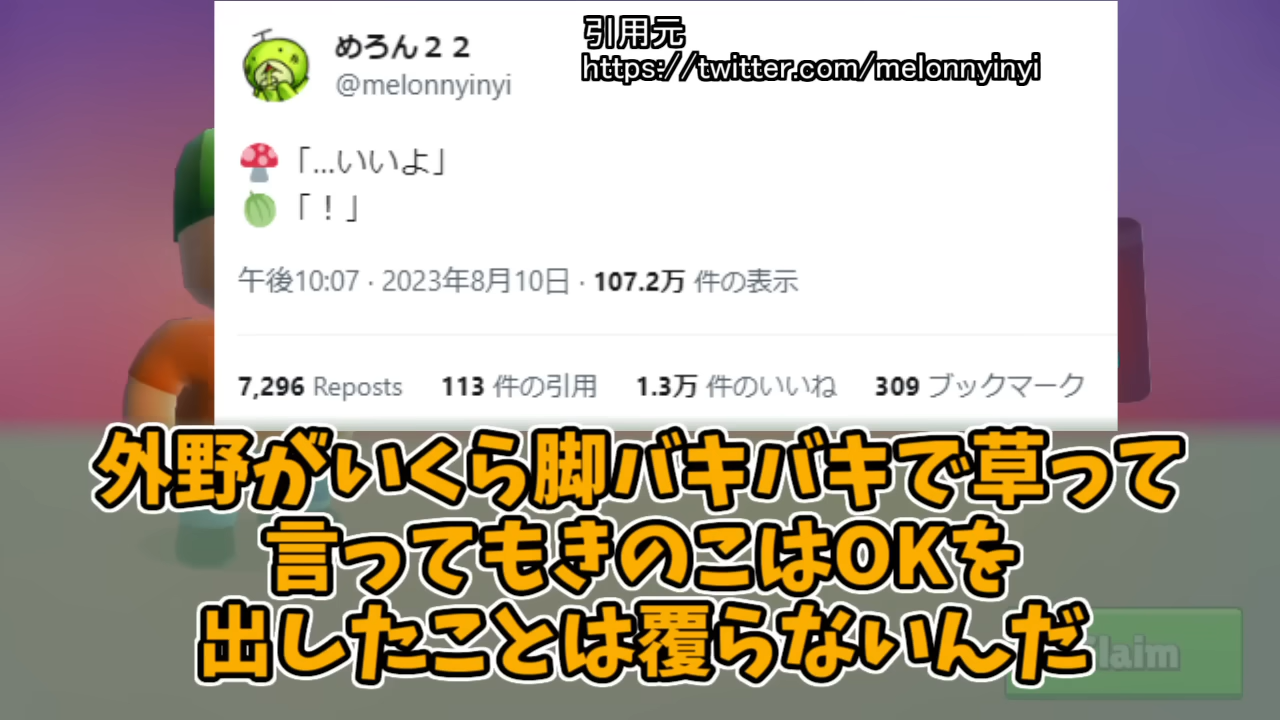 めろん２２
@melonnyinyi
引用元
https://twitter.com/melonnyinyi
🍄「...いいよ」
🍈「！」
午後10:07 · 2023年8月10日 · 107.2万 件の表示
7,296 Reposts 113 件の引用 1.3万 件のいいね 309 ブックマーク
外野がいくら脚バキバキで草って
言ってもきのこはOKを
出したことは覆らないんだ